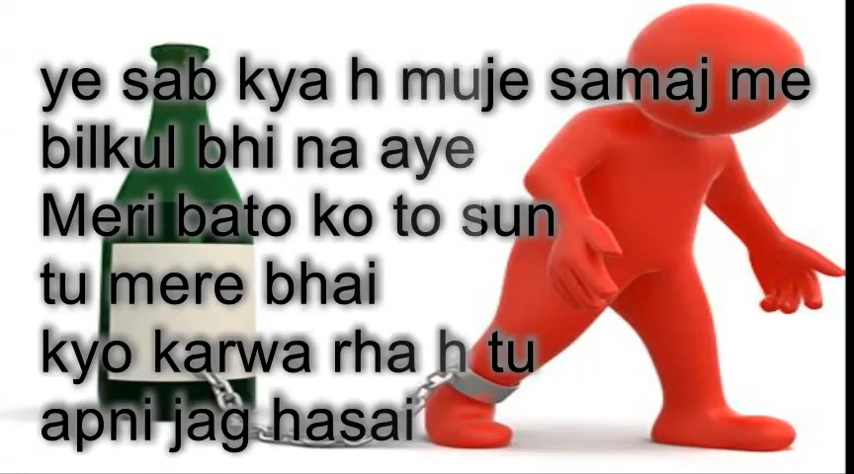 ye sab kya h muje samaj me
bilkul bhi na aye
Meri bato ko to sun
tu mere bhai
kyo karwa rha h tu
apni jag hasai